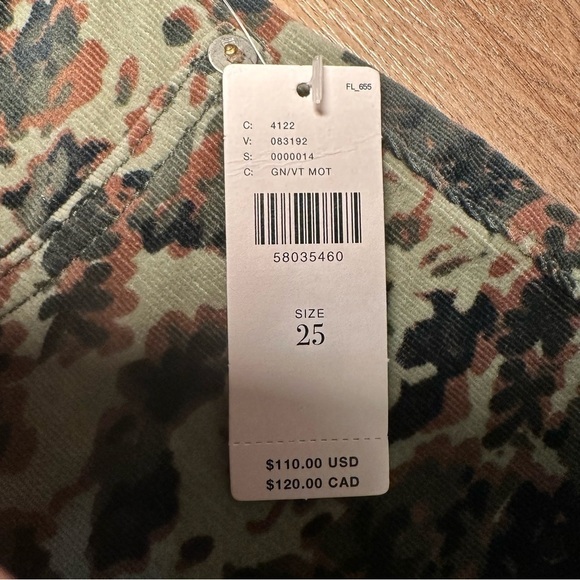 FL_655
C: 4122
V: 083192
S: 0000014
C: GN/VT MOT
58035460
SIZE
25
$110.00 USD
$120.00 CAD